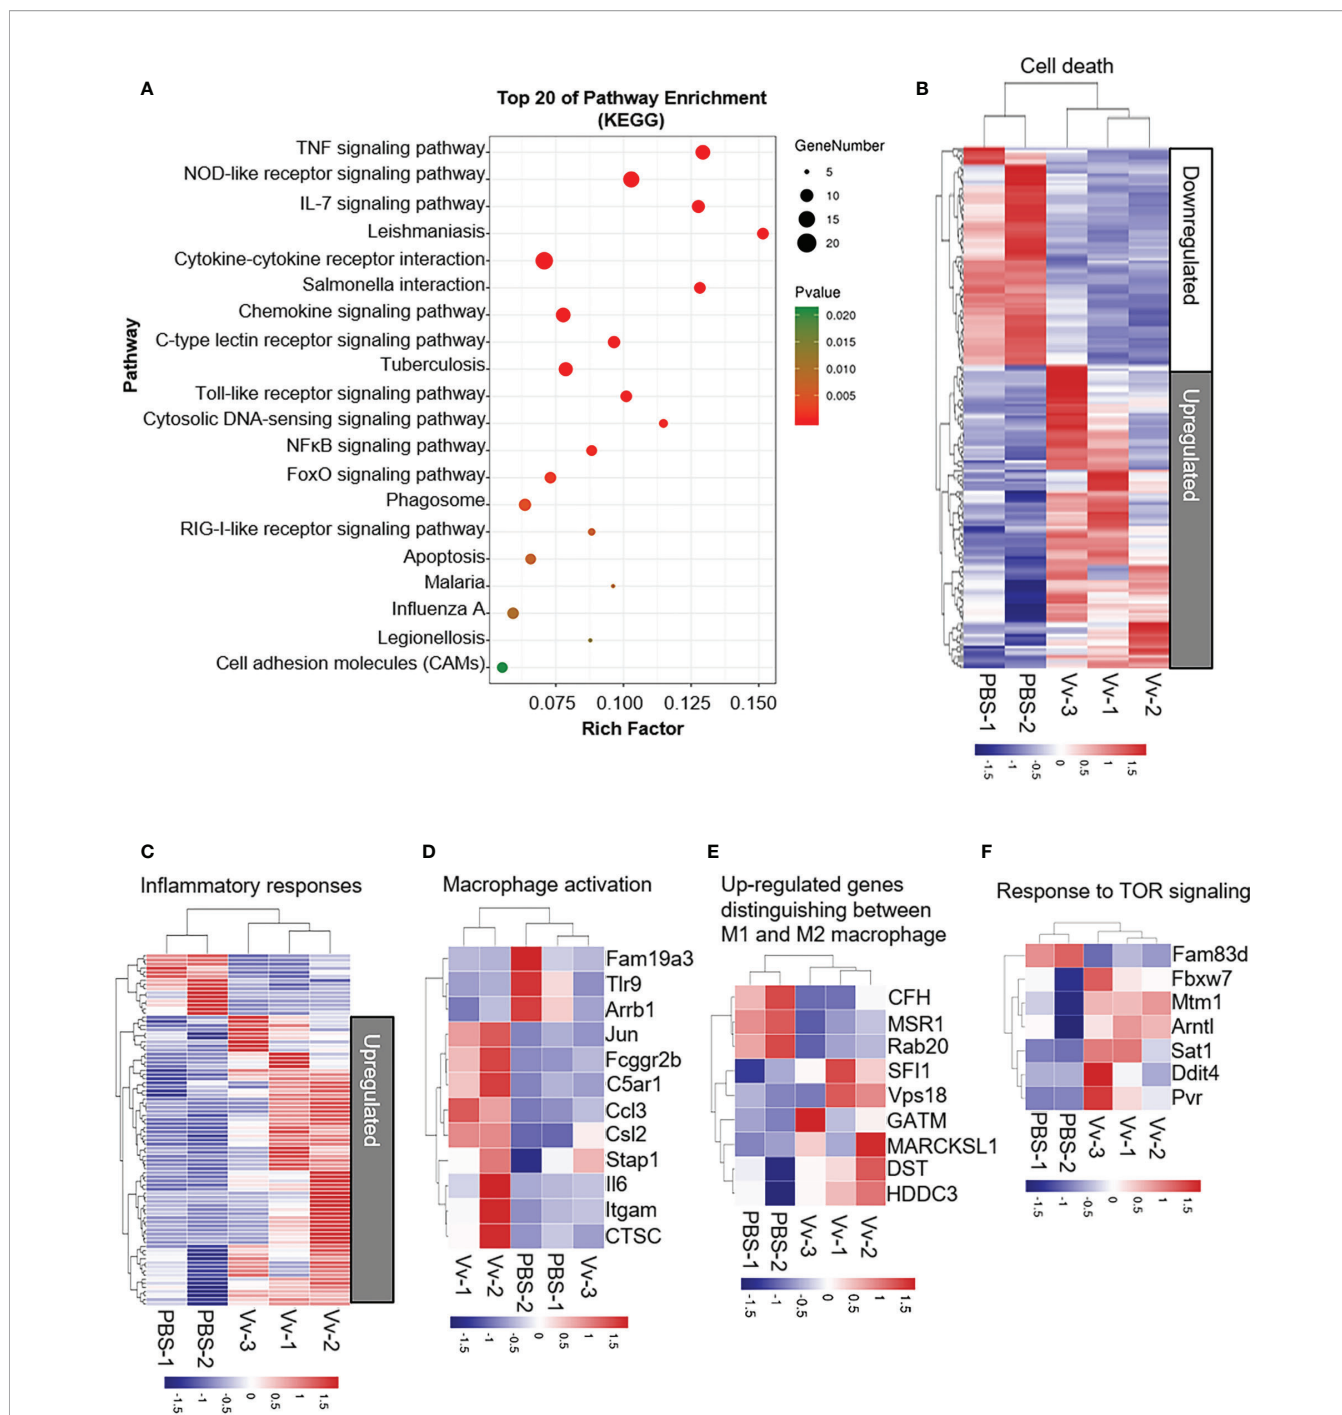 A
Top 20 of Pathway Enrichment
(KEGG)
Pathway
TNF signaling pathway
NOD-like receptor signaling pathway
IL-7 signaling pathway
Leishmaniasis
Cytokine-cytokine receptor interaction
Salmonella interaction
Chemokine signaling pathway
C-type lectin receptor signaling pathway
Tuberculosis
Toll-like receptor signaling pathway
Cytosolic DNA-sensing signaling pathway
NFκB signaling pathway
FoxO signaling pathway
Phagosome
RIG-I-like receptor signaling pathway
Apoptosis
Malaria
Influenza A
Legionellosis
Cell adhesion molecules (CAMs)
0.075 0.100 0.125 0.150
Rich Factor
GeneNumber
5
10
15
20
Pvalue
0.020
0.015
0.010
0.005
B
Cell death
Downregulated
Upregulated
PBS-1 PBS-2 Vv-3 Vv-1 Vv-2
-1.5 -1 -0.5 0 0.5 1 1.5
C
Inflammatory responses
Upregulated
PBS-1 PBS-2 Vv-3 Vv-1 Vv-2
-1.5 -1 -0.5 0 0.5 1 1.5
D
Macrophage activation
Fam19a3
Tlr9
Arrb1
Jun
Fcggr2b
C5ar1
Ccl3
Csl2
Stap1
Il6
Itgam
CTSC
Vv-1 Vv-2 PBS-2 PBS-1 Vv-3
-1.5 -1 -0.5 0 0.5 1 1.5
E
Up-regulated genes
distinguishing between
M1 and M2 macrophage
CFH
MSR1
Rab20
SFI1
Vps18
GATM
MARCKSL1
DST
HDDC3
PBS-1 PBS-2 Vv-3 Vv-1 Vv-2
-1.5 -1 -0.5 0 0.5 1 1.5
F
Response to TOR signaling
Fam83d
Fbxw7
Mtm1
Arntl
Sat1
Ddit4
Pvr
PBS-1 PBS-2 Vv-3 Vv-1 Vv-2
-1.5 -1 -0.5 0 0.5 1 1.5